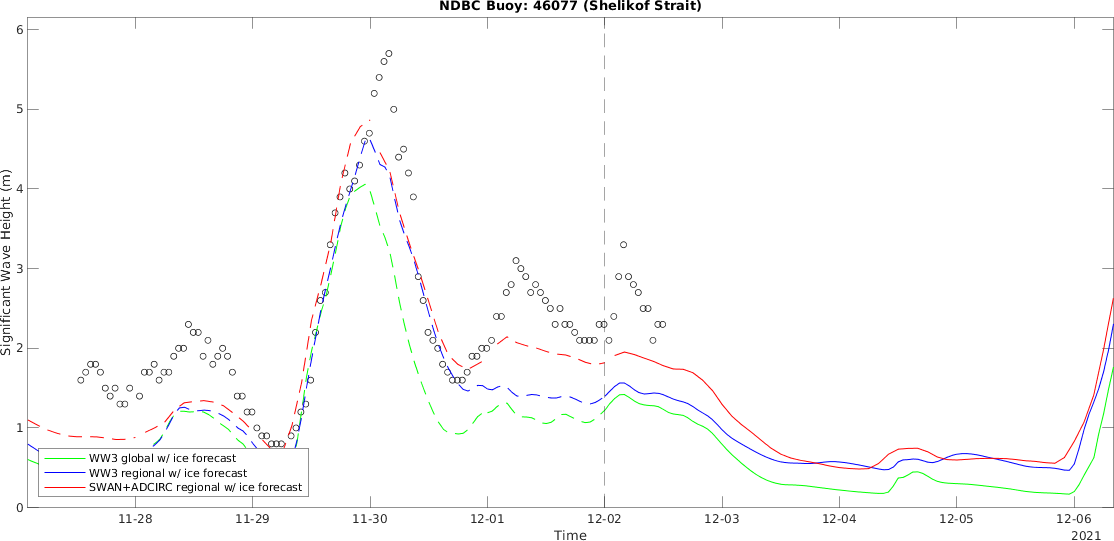 NDBC Buoy: 46077 (Shelikof Strait)
6
5
4
3
2
1
0
Significant Wave Height (m)
WW3 global w/ ice forecast
WW3 regional w/ ice forecast
SWAN+ADCIRC regional w/ ice forecast
11-28 11-29 11-30 12-01 12-02 12-03 12-04 12-05 12-06
Time
2021